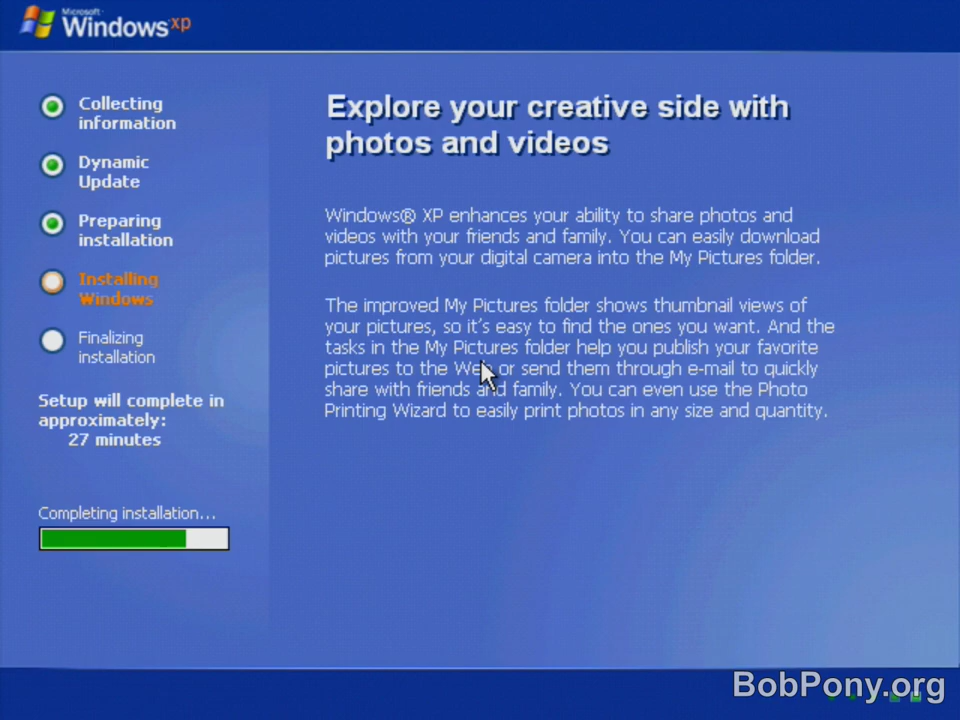 Microsoft
Windows xp
Collecting
information
Dynamic
Update
Preparing
installation
Installing
Windows
Finalizing
installation
Setup will complete in
approximately:
27 minutes
Completing installation...
Explore your creative side with
photos and videos
Windows® XP enhances your ability to share photos and
videos with your friends and family. You can easily download
pictures from your digital camera into the My Pictures folder.
The improved My Pictures folder shows thumbnail views of
your pictures, so it's easy to find the ones you want. And the
tasks in the My Pictures folder help you publish your favorite
pictures to the Web or send them through e-mail to quickly
share with friends and family. You can even use the Photo
Printing Wizard to easily print photos in any size and quantity.
BobPony.org